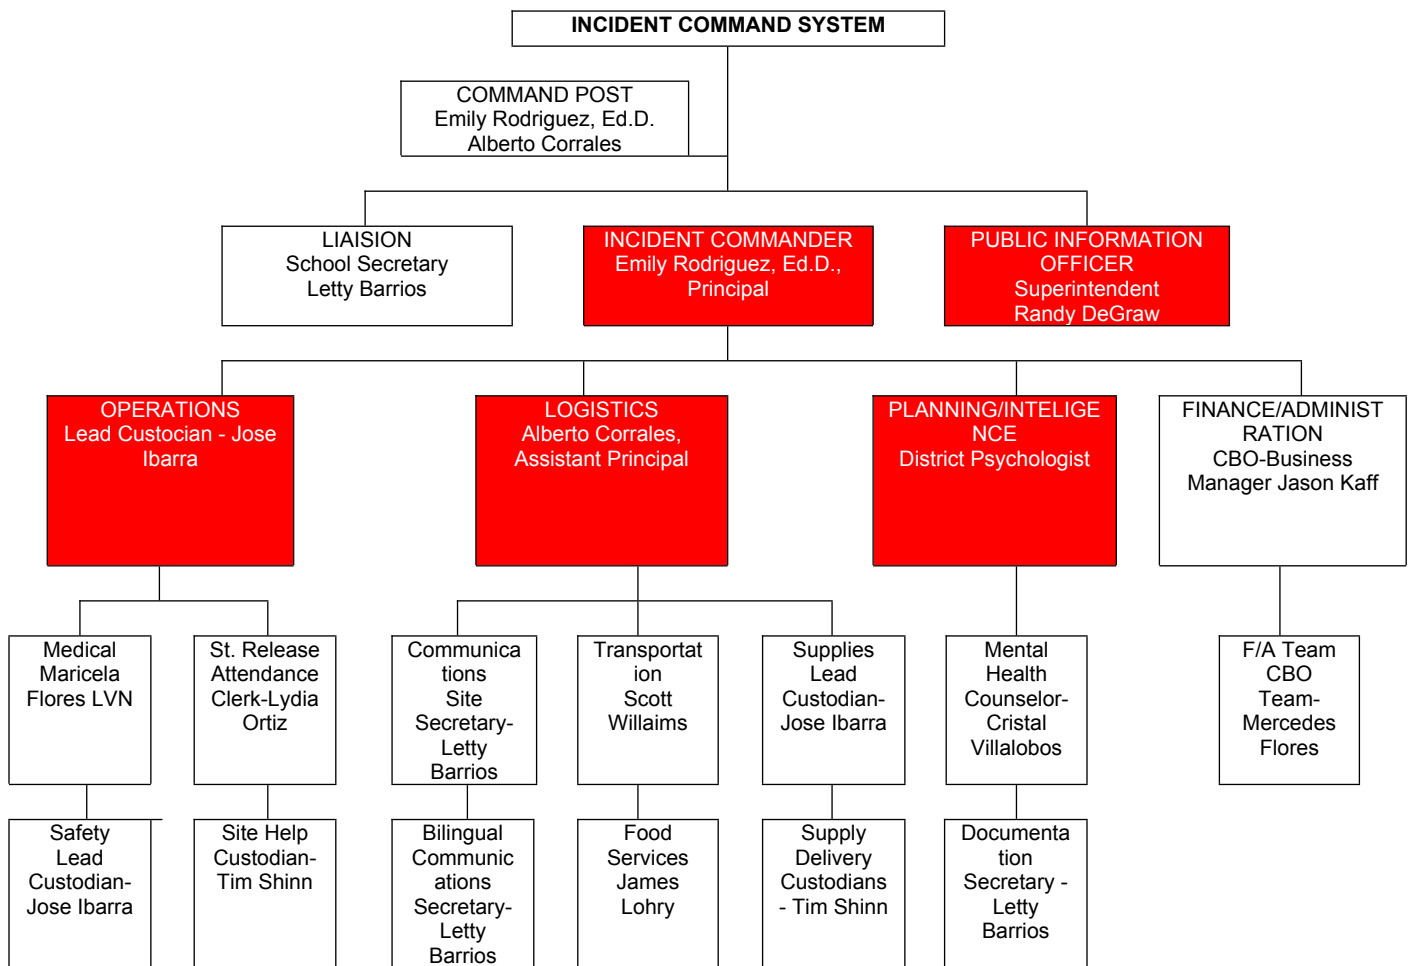 INCIDENT COMMAND SYSTEM
COMMAND POST
Emily Rodriguez, Ed.D.
Alberto Corrales
LIAISION
School Secretary
Letty Barrios
INCIDENT COMMANDER
Emily Rodriguez, Ed.D.,
Principal
PUBLIC INFORMATION
OFFICER
Superintendent
Randy DeGraw
OPERATIONS
Lead Custocian - Jose
Ibarra
LOGISTICS
Alberto Corrales,
Assistant Principal
PLANNING/INTELIGE
NCE
District Psychologist
FINANCE/ADMINIST
RATION
CBO-Business
Manager Jason Kaff
Medical
Maricela
Flores LVN
St. Release
Attendance
Clerk-Lydia
Ortiz
Communica
tions
Site
Secretary-
Letty
Barrios
Transportat
ion
Scott
Willaims
Supplies
Lead
Custodian-
Jose Ibarra
Mental
Health
Counselor-
Cristal
Villalobos
F/A Team
CBO
Team-
Mercedes
Flores
Safety
Lead
Custodian-
Jose Ibarra
Site Help
Custodian-
Tim Shinn
Bilingual
Communic
ations
Secretary-
Letty
Barrios
Food
Services
James
Lohry
Supply
Delivery
Custodians
- Tim Shinn
Documenta
tion
Secretary -
Letty
Barrios